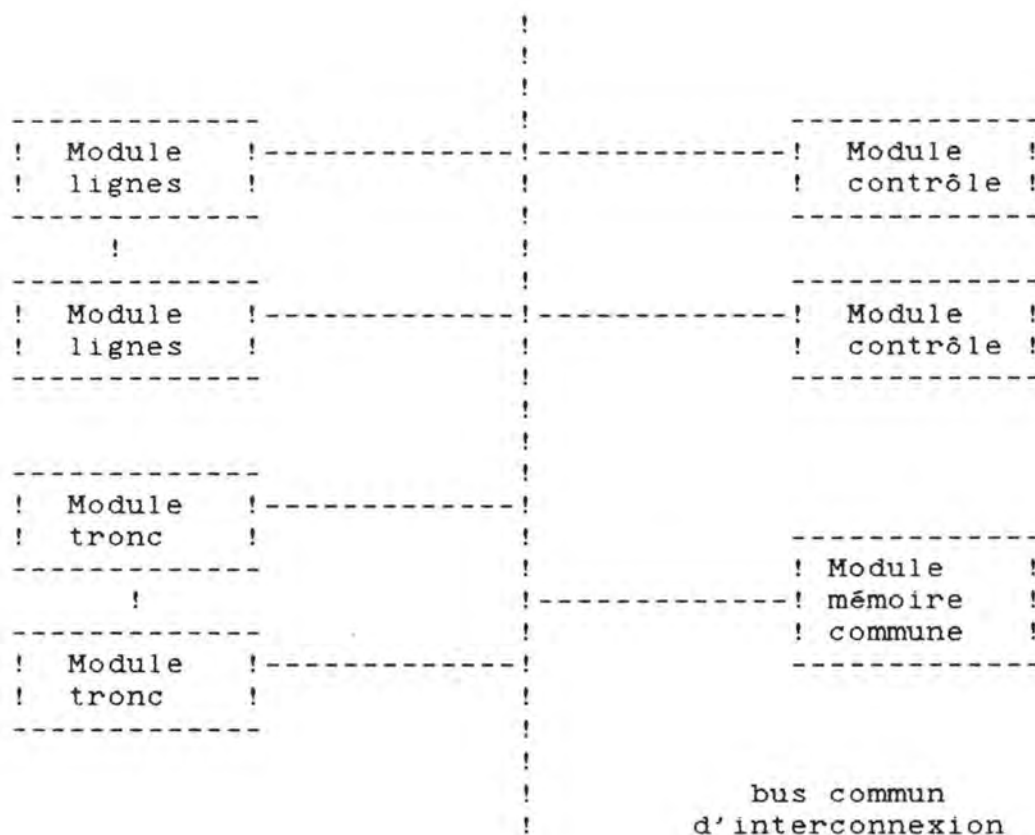 Module
lignes
Module
contrôle
Module
lignes
Module
contrôle
Module
tronc
Module
mémoire
commune
Module
tronc
bus commun
d'interconnexion